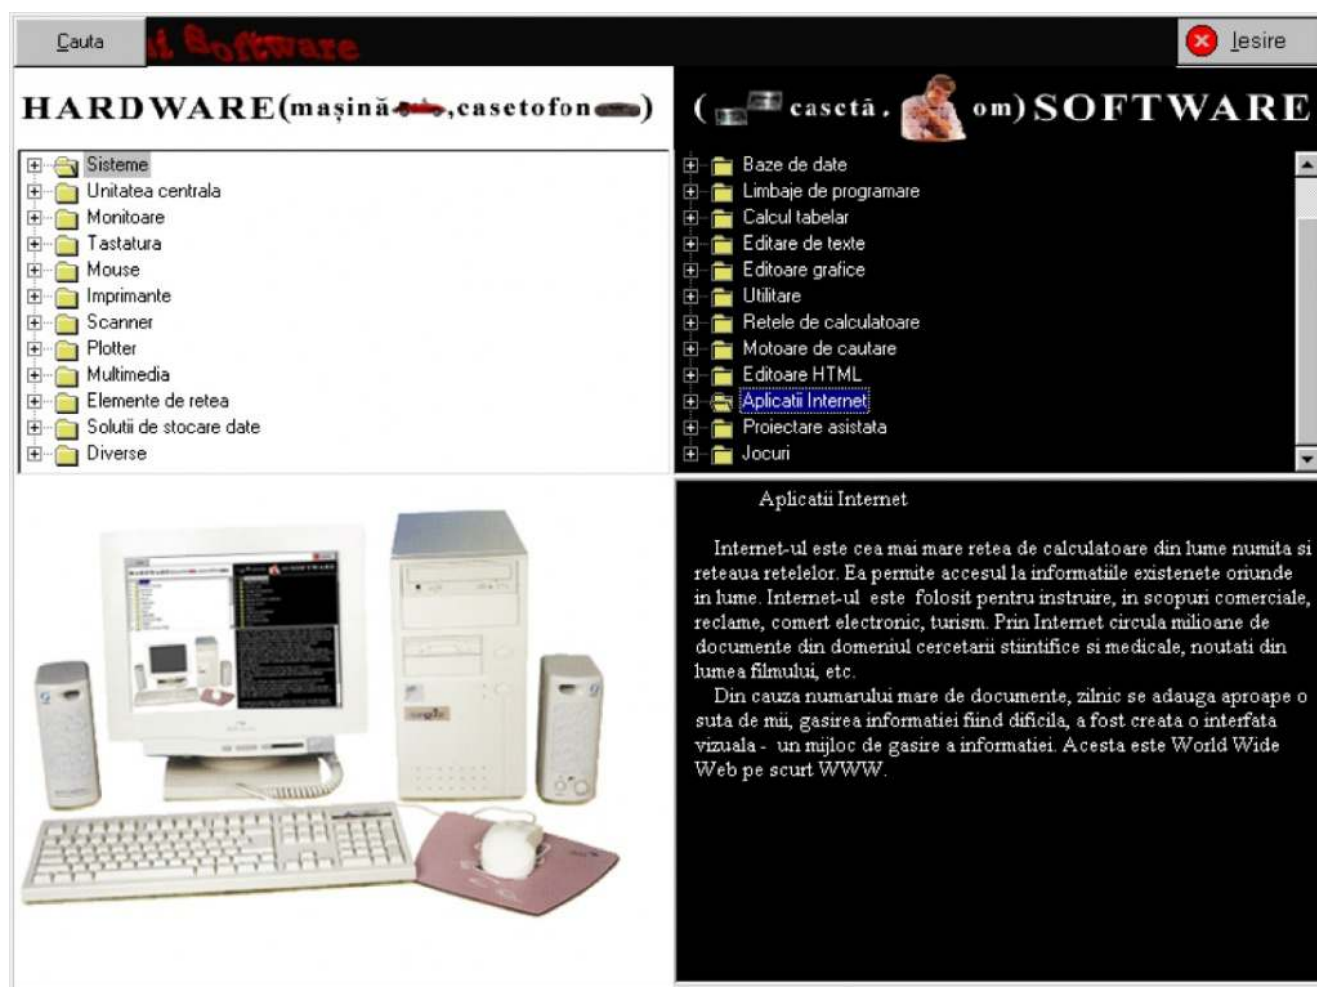 Cauta
i Software
Iesire
HARDWARE(mașină ,casetofon )
( casetă, om) SOFTWARE
Sisteme
Unitatea centrala
Monitoare
Tastatura
Mouse
Imprimante
Scanner
Plotter
Multimedia
Elemente de retea
Solutii de stocare date
Diverse
Baze de date
Limbaje de programare
Calcul tabelar
Editare de texte
Editoare grafice
Utilitare
Retele de calculatoare
Motoare de cautare
Editoare HTML
Aplicatii Internet
Proiectare asistata
Jocuri
Aplicatii Internet
Internet-ul este cea mai mare retea de calculatoare din lume numita si
reteaua retelelor. Ea permite accesul la informatiile existenete oriunde
in lume. Internet-ul este folosit pentru instruire, in scopuri comerciale,
reclame, comert electronic, turism. Prin Internet circula milioane de
documente din domeniul cercetarii stiintifice si medicale, noutati din
lumea filmului, etc.
Din cauza numarului mare de documente, zilnic se adauga aproape o
suta de mii, gasirea informatiei fiind dificila, a fost creata o interfata
vizuala - un mijloc de gasire a informatiei. Acesta este World Wide
Web pe scurt WWW.